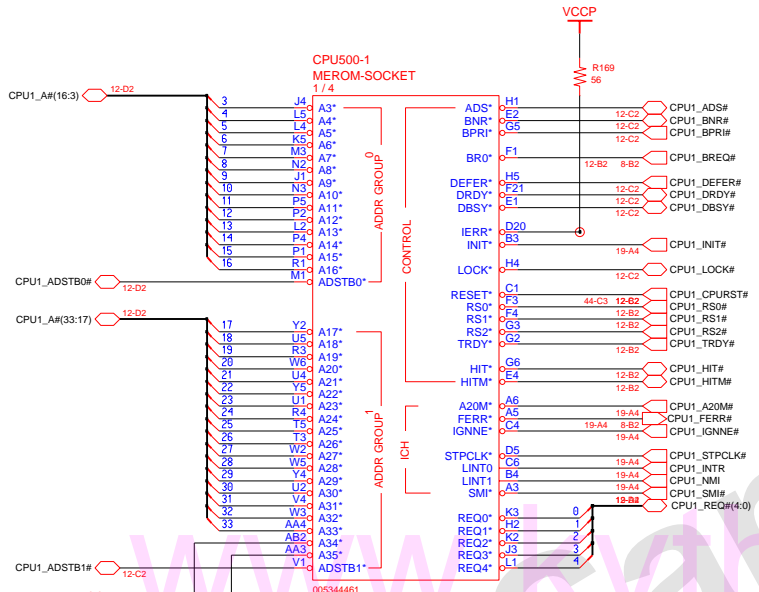 VCCP
R169
56
CPU500-1
MEROM-SOCKET
1 / 4
CPU1_A#(16:3) 12-D2
3 J4 A3* ADS* H1 12-C2 CPU1_ADS#
4 L5 A4* BNR* E2 12-C2 CPU1_BNR#
5 L4 A5* BPRI* G5 12-C2 CPU1_BPRI#
6 K5 A6*
7 M3 A7* BR0* F1 12-B2 8-B2 CPU1_BREQ#
8 N2 A8*
9 J1 A9* DEFER* H5 12-C2 CPU1_DEFER#
10 N3 A10* DRDY* F21 12-C2 CPU1_DRDY#
11 P5 A11* DBSY* E1 12-C2 CPU1_DBSY#
12 P2 A12*
13 L2 A13* IERR* D20
14 P4 A14* INIT* B3 19-A4 CPU1_INIT#
15 P1 A15*
16 R1 A16* LOCK* H4 12-C2 CPU1_LOCK#
CPU1_ADSTB0# 12-D2 M1 ADSTB0*
ADDR GROUP 0
CONTROL
RESET* C1 44-C3 12-B2 CPU1_CPURST#
RS0* F3 12-B2 CPU1_RS0#
CPU1_A#(33:17) 12-D2 RS1* F4 12-B2 CPU1_RS1#
17 Y2 A17* RS2* G3 12-B2 CPU1_RS2#
18 U5 A18* TRDY* G2 12-B2 CPU1_TRDY#
19 R3 A19*
20 W6 A20* HIT* G6 12-B2 CPU1_HIT#
21 U4 A21* HITM* E4 12-B2 CPU1_HITM#
22 Y5 A22*
23 U1 A23* A20M* A6 19-A4 CPU1_A20M#
24 R4 A24* FERR* A5 19-A4 8-B2 CPU1_FERR#
25 T5 A25* IGNNE* C4 19-A4 CPU1_IGNNE#
26 T3 A26*
27 W2 A27* STPCLK* D5 19-A4 CPU1_STPCLK#
28 W5 A28* LINT0 C6 19-A4 CPU1_INTR
29 Y4 A29* LINT1 B4 19-A4 CPU1_NMI
30 U2 A30* SMI* A3 CPU1_SMI#
31 V4 A31* CPU1_REQ#(4:0)
32 W3 A32* REQ0* K3 0
33 AA4 A33* REQ1* H2 1
AB2 A34* REQ2* K2 2
AA3 A35* REQ3* J3 3
CPU1_ADSTB1# 12-C2 V1 ADSTB1* REQ4* L1 4
ADDR GROUP 1
ICH
005344461